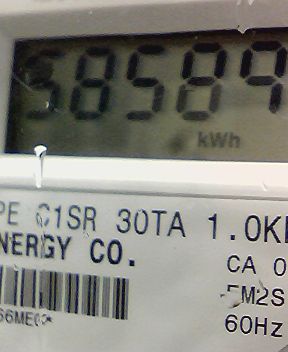 58589
kWh
PE C1SR 30TA 1.0K
NERGY CO.
CA 0
FM2S
60Hz